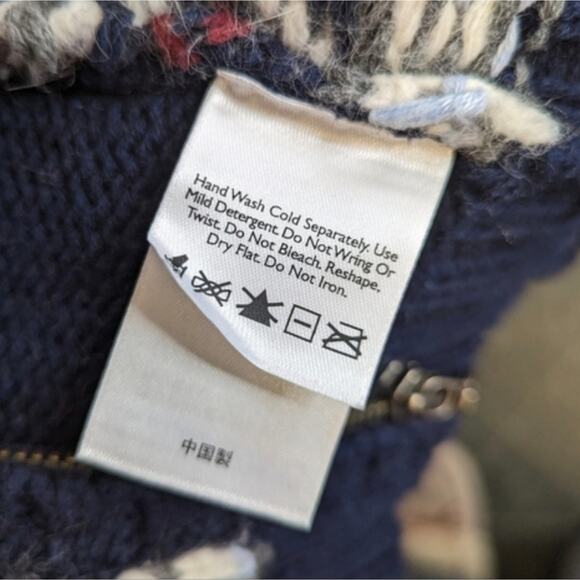 Hand Wash Cold Separately. Use
Mild Detergent. Do Not Wring Or
Twist. Do Not Bleach. Reshape,
Dry Flat. Do Not Iron.
中国製